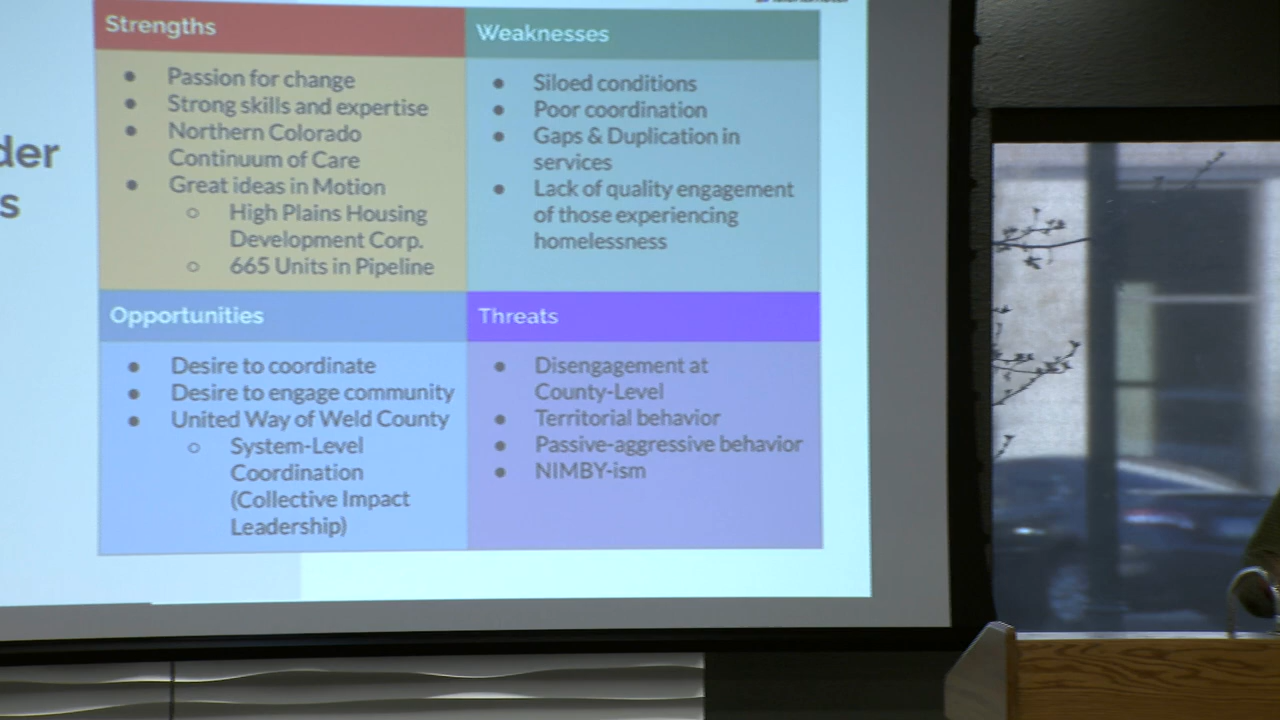 der
s
Strengths
● Passion for change
● Strong skills and expertise
● Northern Colorado
Continuum of Care
● Great ideas in Motion
○ High Plains Housing
Development Corp.
○ 665 Units in Pipeline
Weaknesses
● Siloed conditions
● Poor coordination
● Gaps & Duplication in
services
● Lack of quality engagement
of those experiencing
homelessness
Opportunities
● Desire to coordinate
● Desire to engage community
● United Way of Weld County
○ System-Level
Coordination
(Collective Impact
Leadership)
Threats
● Disengagement at
County-Level
● Territorial behavior
● Passive-aggressive behavior
● NIMBY-ism